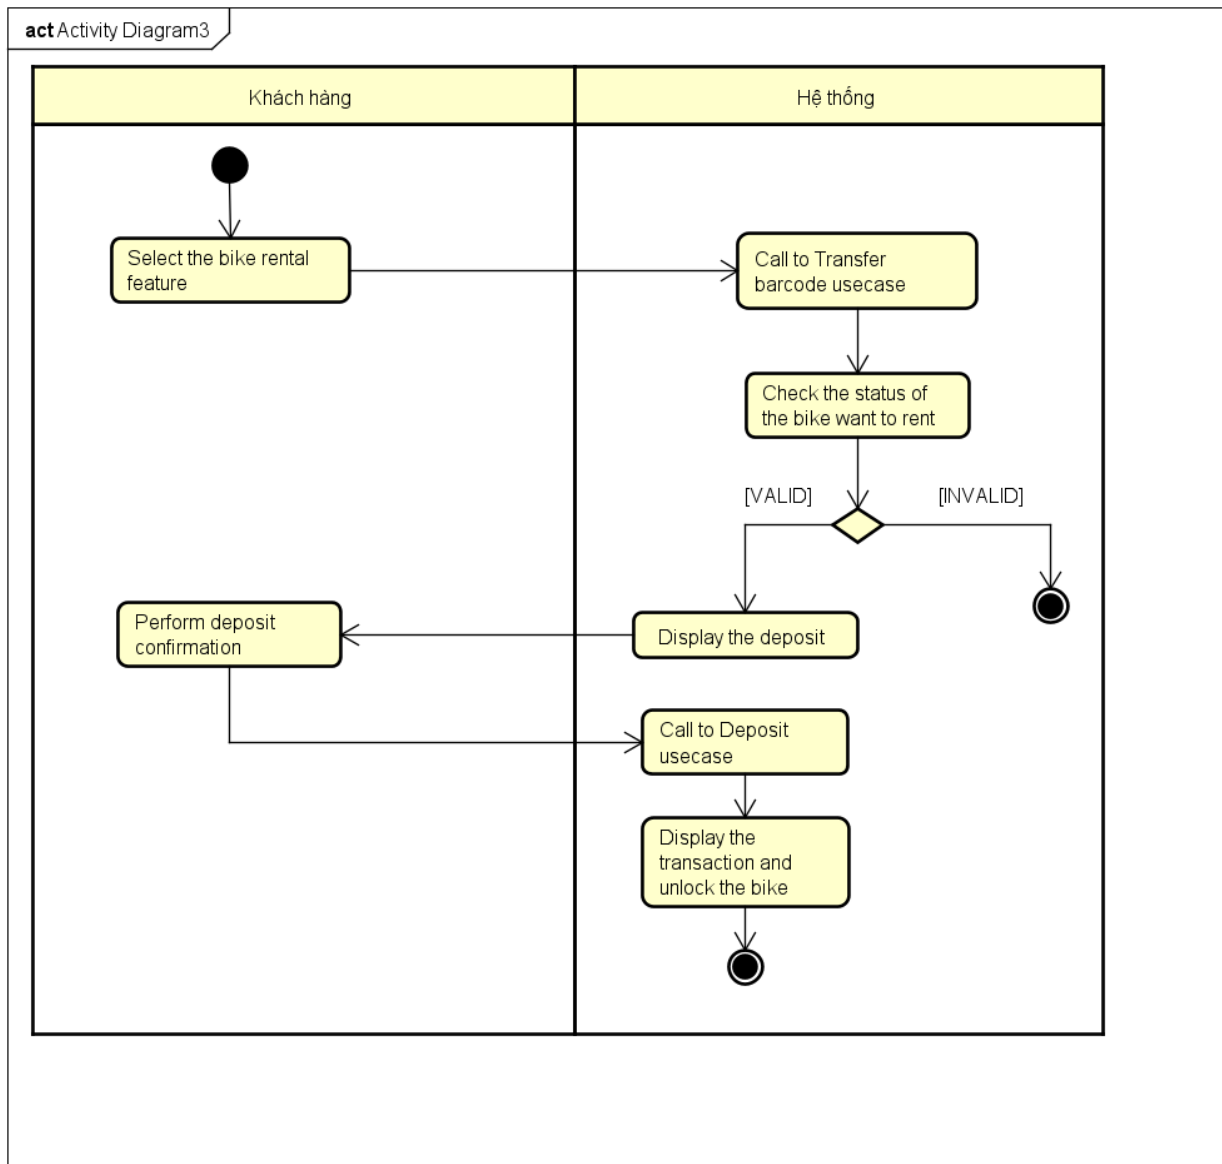 act Activity Diagram3
Khách hàng
Hệ thống
Select the bike rental
feature
Call to Transfer
barcode usecase
Check the status of
the bike want to rent
[VALID]
[INVALID]
Display the deposit
Perform deposit
confirmation
Call to Deposit
usecase
Display the
transaction and
unlock the bike